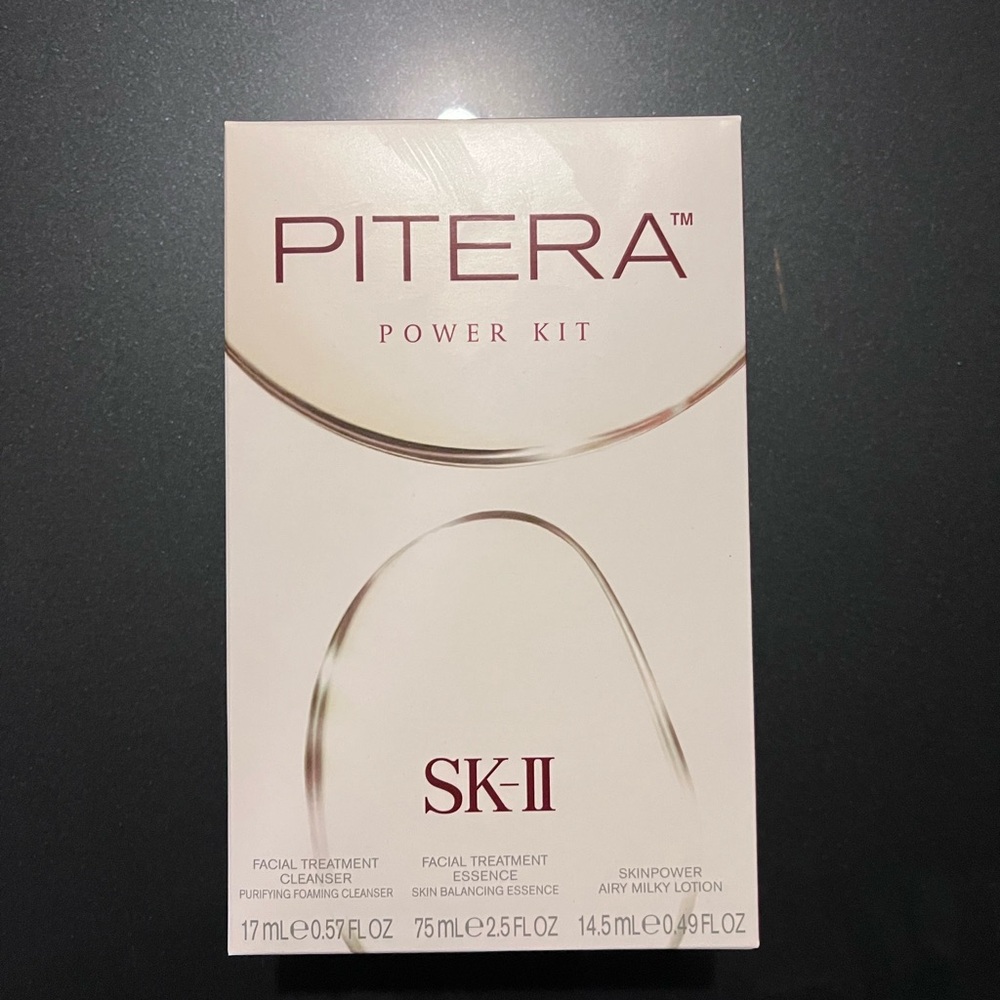 PITERA™
POWER KIT
SK-II
FACIAL TREATMENT
CLEANSER
PURIFYING FOAMING CLEANSER
17 mL℮0.57 FL OZ
FACIAL TREATMENT
ESSENCE
SKIN BALANCING ESSENCE
75 mL℮2.5 FL OZ
SKINPOWER
AIRY MILKY LOTION
14.5 mL℮0.49 FL OZ